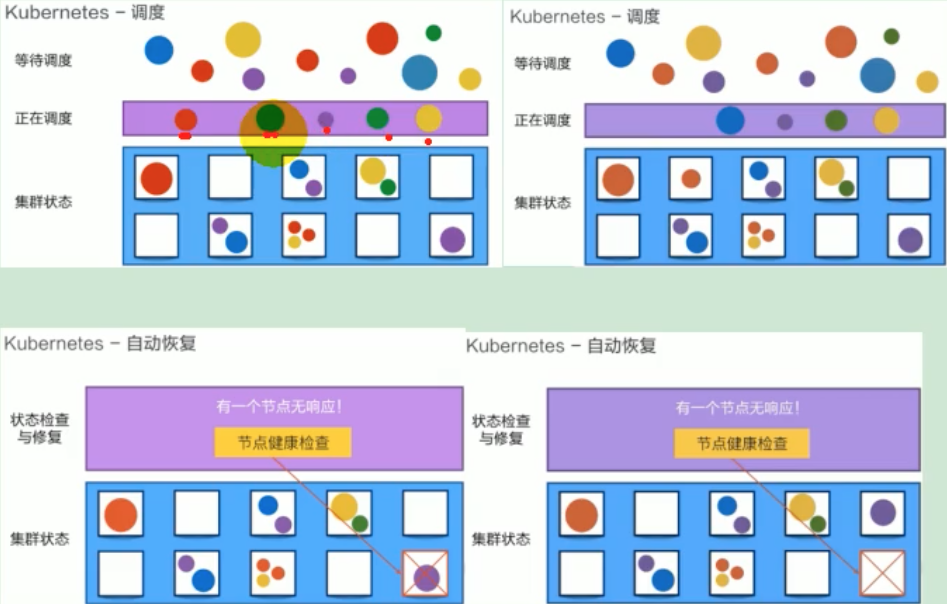 Kubernetes - 调度
等待调度
正在调度
集群状态
Kubernetes - 调度
等待调度
正在调度
集群状态
Kubernetes - 自动恢复
状态检查
与修复
有一个节点无响应!
节点健康检查
集群状态
Kubernetes - 自动恢复
状态检查
与修复
有一个节点无响应!
节点健康检查
集群状态